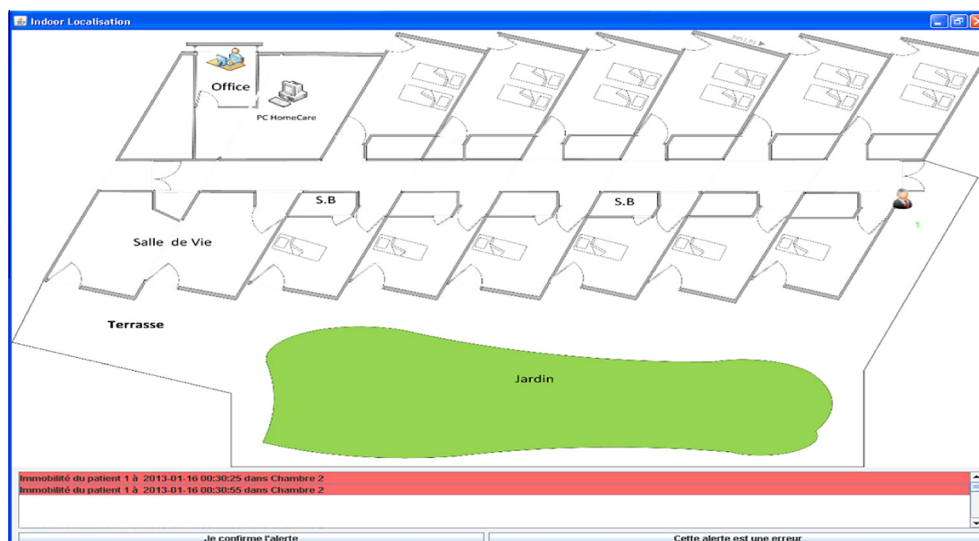 Indoor Localisation
Office
PC HomeCare
S.B
S.B
1
Salle de Vie
Terrasse
Jardin
Immobilité du patient 1 à 2013-01-16 00:30:25 dans Chambre 2
Immobilité du patient 1 à 2013-01-16 00:30:55 dans Chambre 2
Je confirme l'alerte
Cette alerte est une erreur